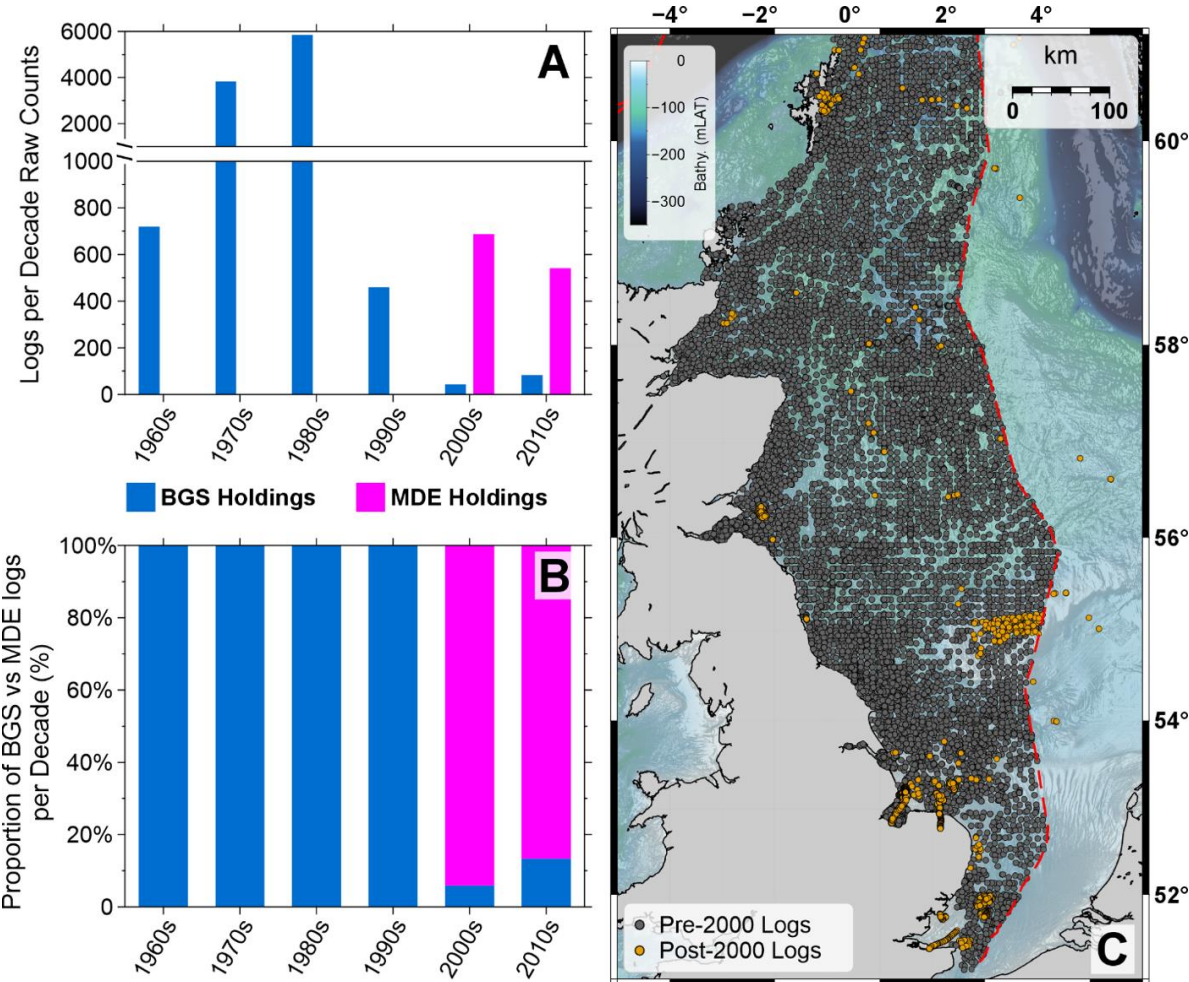 A
Logs per Decade Raw Counts
6000
4000
2000
1000
800
600
400
200
0
1960s
1970s
1980s
1990s
2000s
2010s
BGS Holdings
MDE Holdings
B
Proportion of BGS vs MDE logs
per Decade (%)
100%
80%
60%
40%
20%
0
1960s
1970s
1980s
1990s
2000s
2010s
−4°
−2°
0°
2°
4°
0
−100
−200
−300
Bathy. (mLAT)
km
0
100
60°
58°
56°
54°
52°
Pre-2000 Logs
Post-2000 Logs
C